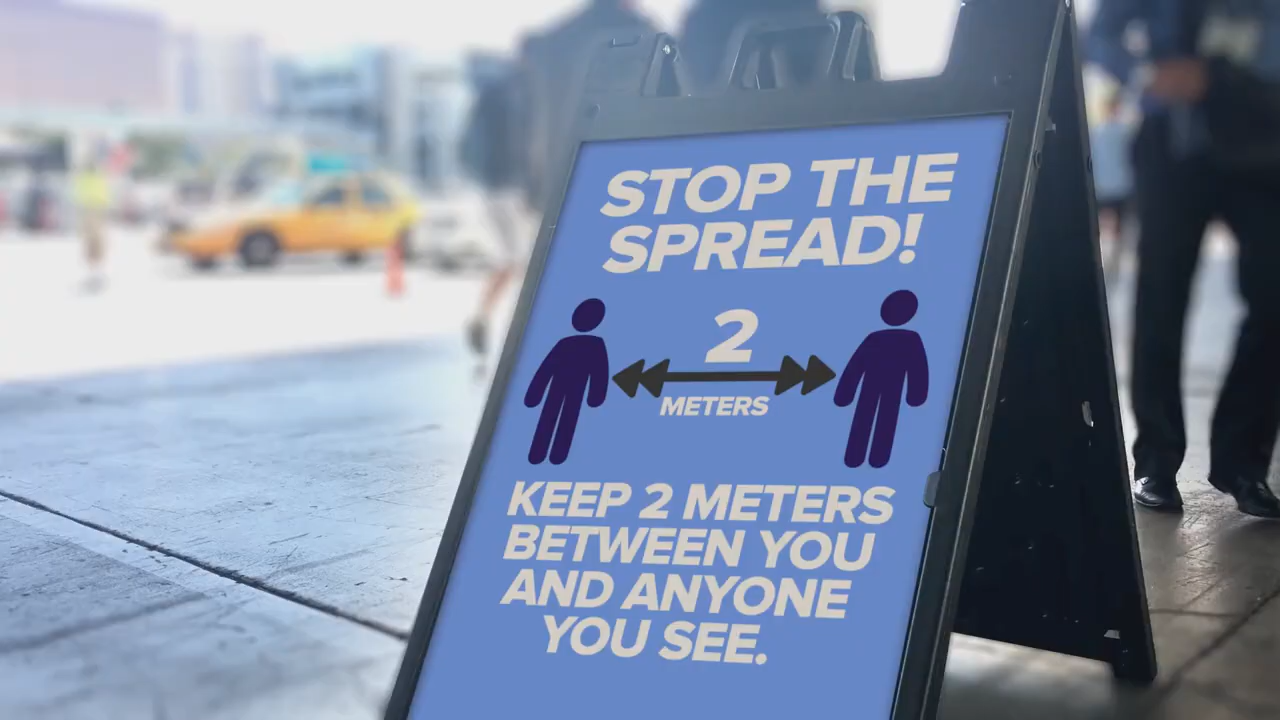 STOP THE
SPREAD!
2
METERS
KEEP 2 METERS
BETWEEN YOU
AND ANYONE
YOU SEE.